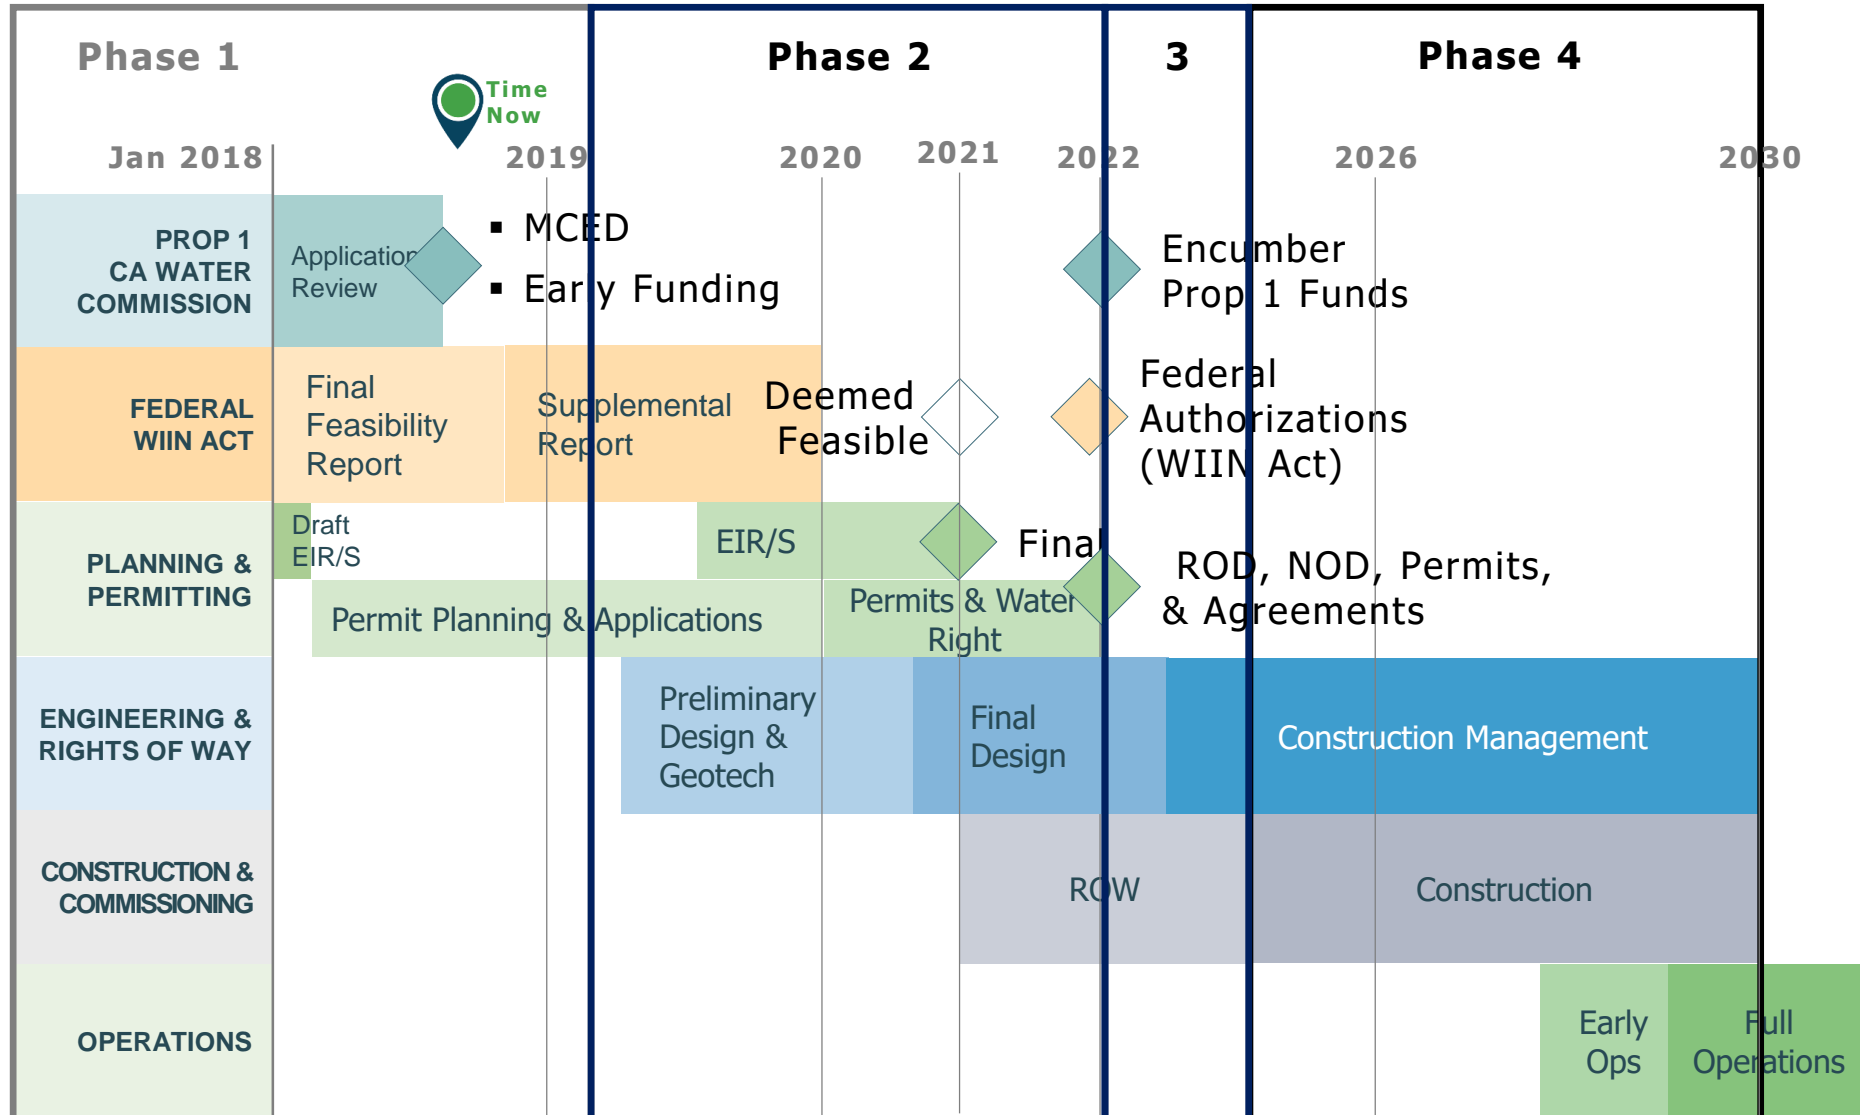 Phase 1
Phase 2
3
Phase 4
Time
Now
Jan 2018
2019
2020
2021
2022
2026
2030
PROP 1
CA WATER
COMMISSION
Application
Review
▪ MCED
▪ Early Funding
Encumber
Prop 1 Funds
FEDERAL
WIIN ACT
Final
Feasibility
Report
Supplemental
Report
Deemed
Feasible
Federal
Authorizations
(WIIN Act)
PLANNING &
PERMITTING
Draft
EIR/S
EIR/S
Final
Permit Planning & Applications
Permits & Water
Right
ROD, NOD, Permits,
& Agreements
ENGINEERING &
RIGHTS OF WAY
Preliminary
Design &
Geotech
Final
Design
Construction Management
CONSTRUCTION &
COMMISSIONING
ROW
Construction
OPERATIONS
Early
Ops
Full
Operations